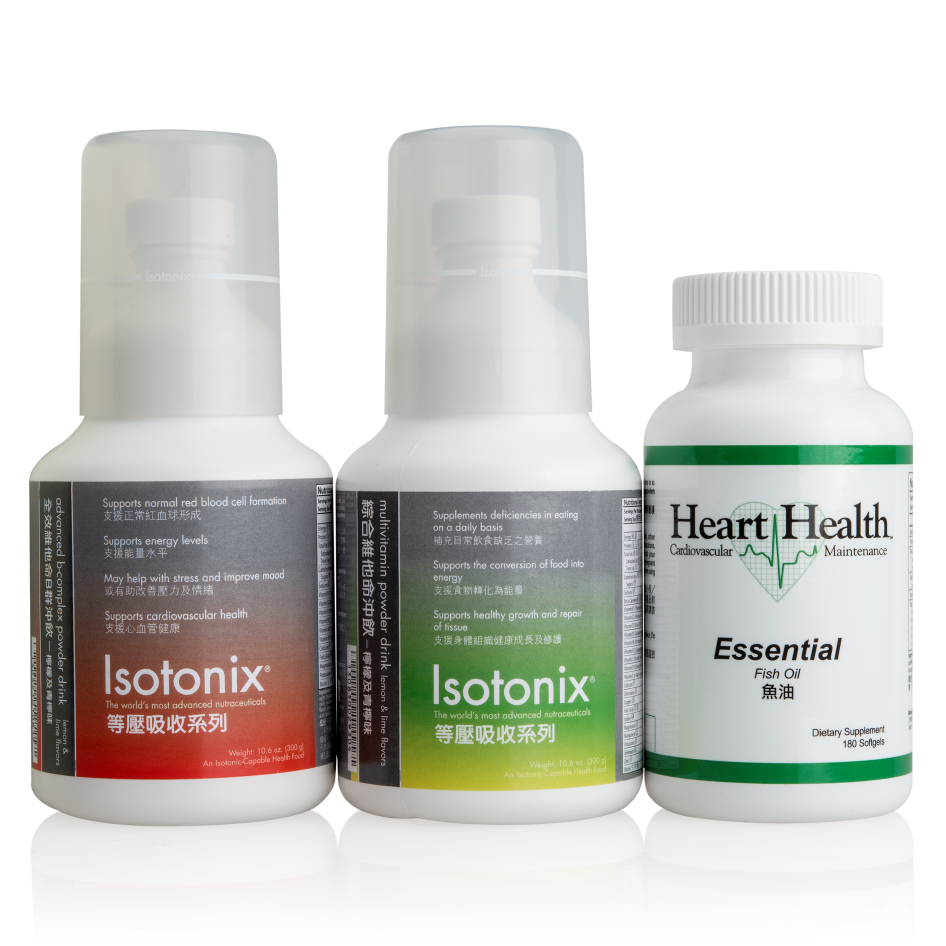 Isotonix
advanced b-complex powder drink
lemon & lime flavors
全效維他命B群沖飲 — 檸檬及青檸味
Supports normal red blood cell formation
支援正常紅血球形成
Supports energy levels
支援能量水平
May help with stress and improve mood
或有助改善壓力及情緒
Supports cardiovascular health
支援心血管健康
Isotonix®
The world's most advanced nutraceuticals
等壓吸收系列
Weight: 10.6 oz. (300 g)
An Isotonic-Capable Health Food
multivitamin powder drink lemon & lime flavors
綜合維他命沖飲 — 檸檬及青檸味
Supplements deficiencies in eating
on a daily basis
補充日常飲食缺乏之營養
Supports the conversion of food into
energy
支援食物轉化為能量
Supports healthy growth and repair
of tissue
支援身體組織健康成長及修護
Isotonix®
The world's most advanced nutraceuticals
等壓吸收系列
Weight: 10.6 oz. (300 g)
An Isotonic-Capable Health Food
Heart Health™
Cardiovascular Maintenance
Essential
Fish Oil
魚油
Dietary Supplement
180 Softgels